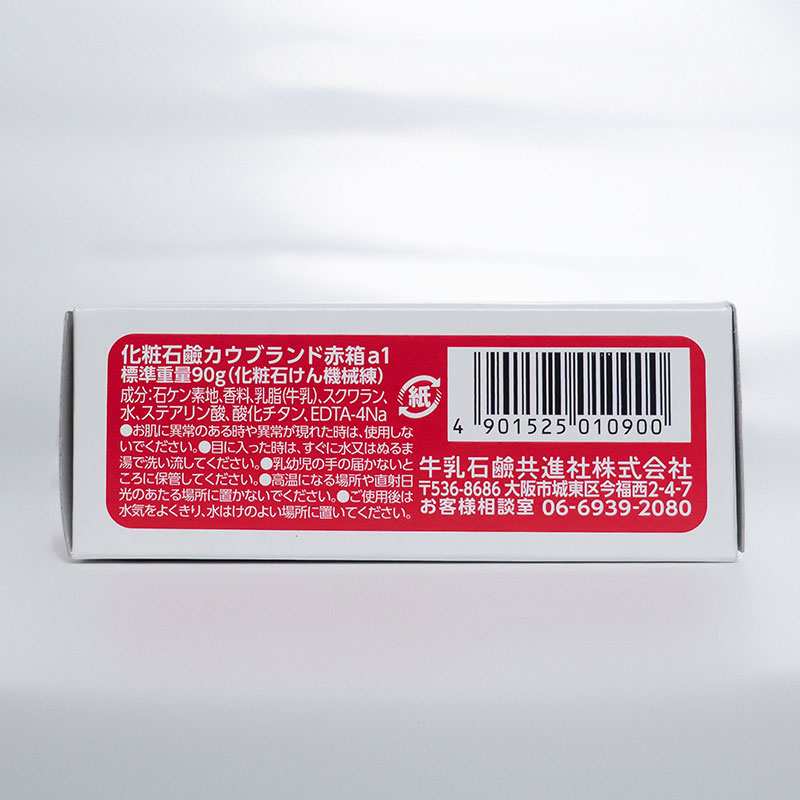 化粧石鹸カウブランド赤箱a1
標準重量90g(化粧石けん機械練)
成分:石ケン素地、香料、乳脂(牛乳)、スクワラン、
水、ステアリン酸、酸化チタン、EDTA-4Na
●お肌に異常のある時や異常が現れた時は、使用しな
いでください。●目に入った時は、すぐに水又はぬるま
湯で洗い流してください。●乳幼児の手の届かないと
ころに保管してください。●高温になる場所や直射日
光のあたる場所に置かないでください。●ご使用後は
水気をよくきり、水はけのよい場所に置いてください。
紙
4 901525 010900
牛乳石鹸共進社株式会社
〒536-8686 大阪市城東区今福西2-4-7
お客様相談室 06-6939-2080